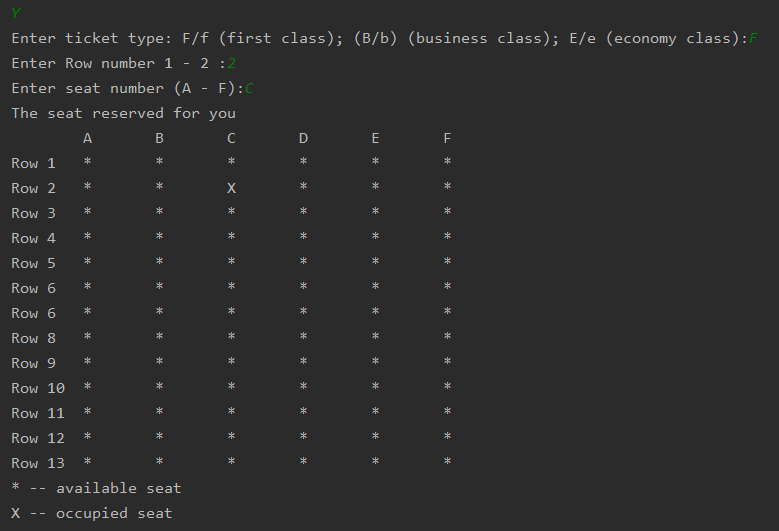 Y
Enter ticket type: F/f (first class); (B/b) (business class); E/e (economy class):F
Enter Row number 1 - 2 :2
Enter seat number (A - F):C
The seat reserved for you
A B C D E F
Row 1 * * * * * *
Row 2 * * X * * *
Row 3 * * * * * *
Row 4 * * * * * *
Row 5 * * * * * *
Row 6 * * * * * *
Row 6 * * * * * *
Row 8 * * * * * *
Row 9 * * * * * *
Row 10 * * * * * *
Row 11 * * * * * *
Row 12 * * * * * *
Row 13 * * * * * *
* -- available seat
X -- occupied seat